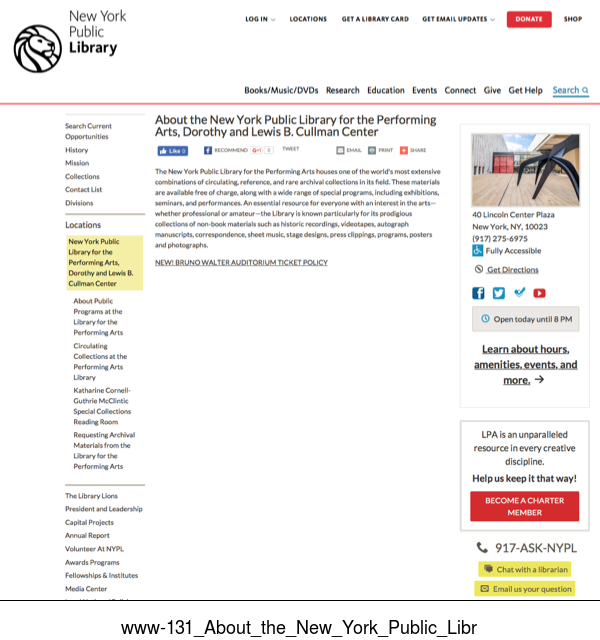 New York
Public
Library
LOG IN
LOCATIONS
GET A LIBRARY CARD
GET EMAIL UPDATES
DONATE
SHOP
Books/Music/DVDs
Research
Education
Events
Connect
Give
Get Help
Search
Search Current
Opportunities
History
Mission
Collections
Contact List
Divisions
Locations
New York Public
Library for the
Performing Arts,
Dorothy and Lewis B.
Cullman Center
About Public
Programs at the
Library for the
Performing Arts
Circulating
Collections at the
Performing Arts
Library
Katharine Cornell-
Guthrie McClintic
Special Collections
Reading Room
Requesting Archival
Materials from the
Library for the
Performing Arts
The Library Lions
President and Leadership
Capital Projects
Annual Report
Volunteer At NYPL
Awards Programs
Fellowships & Institutes
Media Center
About the New York Public Library for the Performing
Arts, Dorothy and Lewis B. Cullman Center
Like 0
RECOMMEND
G+1
0
TWEET
EMAIL
PRINT
SHARE
The New York Public Library for the Performing Arts houses one of the world's most extensive
combinations of circulating, reference, and rare archival collections in its field. These materials
are available free of charge, along with a wide range of special programs, including exhibitions,
seminars, and performances. An essential resource for everyone with an interest in the arts—
whether professional or amateur—the Library is known particularly for its prodigious
collections of non-book materials such as historic recordings, videotapes, autograph
manuscripts, correspondence, sheet music, stage designs, press clippings, programs, posters
and photographs.
NEW! BRUNO WALTER AUDITORIUM TICKET POLICY
40 Lincoln Center Plaza
New York, NY, 10023
(917) 275-6975
Fully Accessible
Get Directions
Open today until 8 PM
Learn about hours,
amenities, events, and
more. →
LPA is an unparalleled
resource in every creative
discipline.
Help us keep it that way!
BECOME A CHARTER
MEMBER
917-ASK-NYPL
Chat with a librarian
Email us your question
www-131_About_the_New_York_Public_Libr